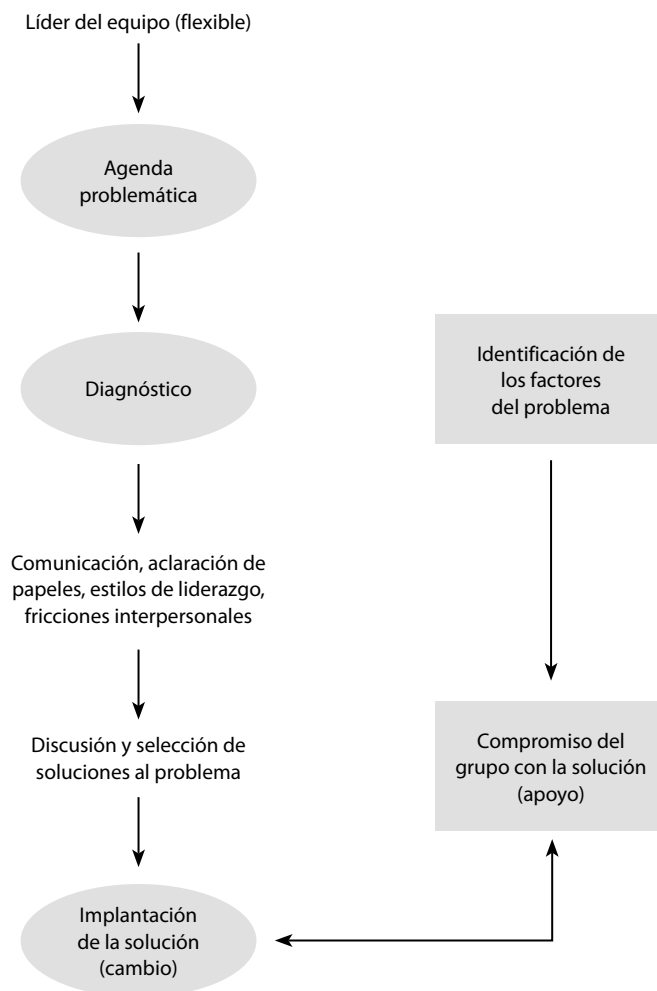 Líder del equipo (flexible)
Agenda
problemática
Diagnóstico
Identificación de
los factores
del problema
Comunicación, aclaración de
papeles, estilos de liderazgo,
fricciones interpersonales
Discusión y selección de
soluciones al problema
Compromiso del
grupo con la solución
(apoyo)
Implantación
de la solución
(cambio)